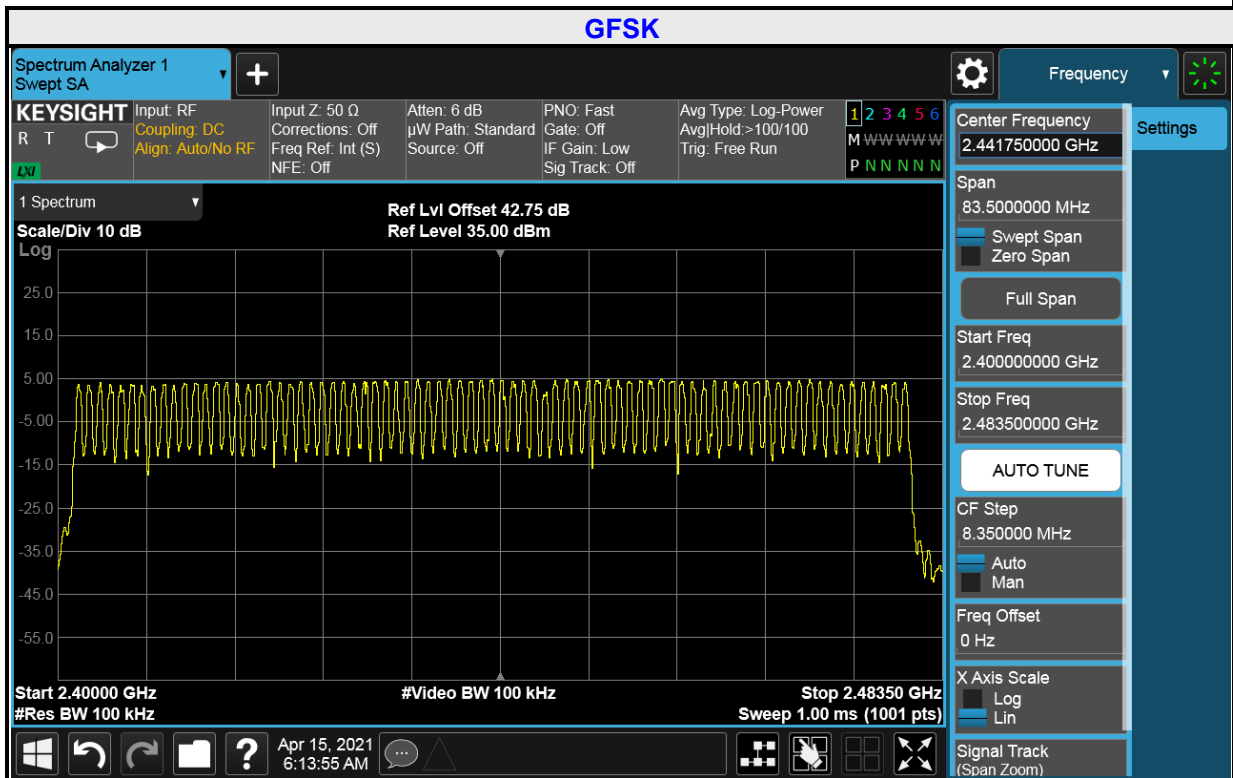 GFSK
Spectrum Analyzer 1
Swept SA
+
Frequency
KEYSIGHT
R T
LXI
Input: RF
Coupling: DC
Align: Auto/No RF
Input Z: 50 Ω
Corrections: Off
Freq Ref: Int (S)
NFE: Off
Atten: 6 dB
µW Path: Standard
Source: Off
PNO: Fast
Gate: Off
IF Gain: Low
Sig Track: Off
Avg Type: Log-Power
Avg|Hold:>100/100
Trig: Free Run
1 2 3 4 5 6
M W W W W W
P N N N N N
1 Spectrum
Scale/Div 10 dB
Ref Lvl Offset 42.75 dB
Ref Level 35.00 dBm
Log
25.0
15.0
5.00
-5.00
-15.0
-25.0
-35.0
-45.0
-55.0
Start 2.40000 GHz
#Video BW 100 kHz
Stop 2.48350 GHz
#Res BW 100 kHz
Sweep 1.00 ms (1001 pts)
Center Frequency
2.441750000 GHz
Settings
Span
83.5000000 MHz
Swept Span
Zero Span
Full Span
Start Freq
2.400000000 GHz
Stop Freq
2.483500000 GHz
AUTO TUNE
CF Step
8.350000 MHz
Auto
Man
Freq Offset
0 Hz
X Axis Scale
Log
Lin
Signal Track
(Span Zoom)
?
Apr 15, 2021
6:13:55 AM